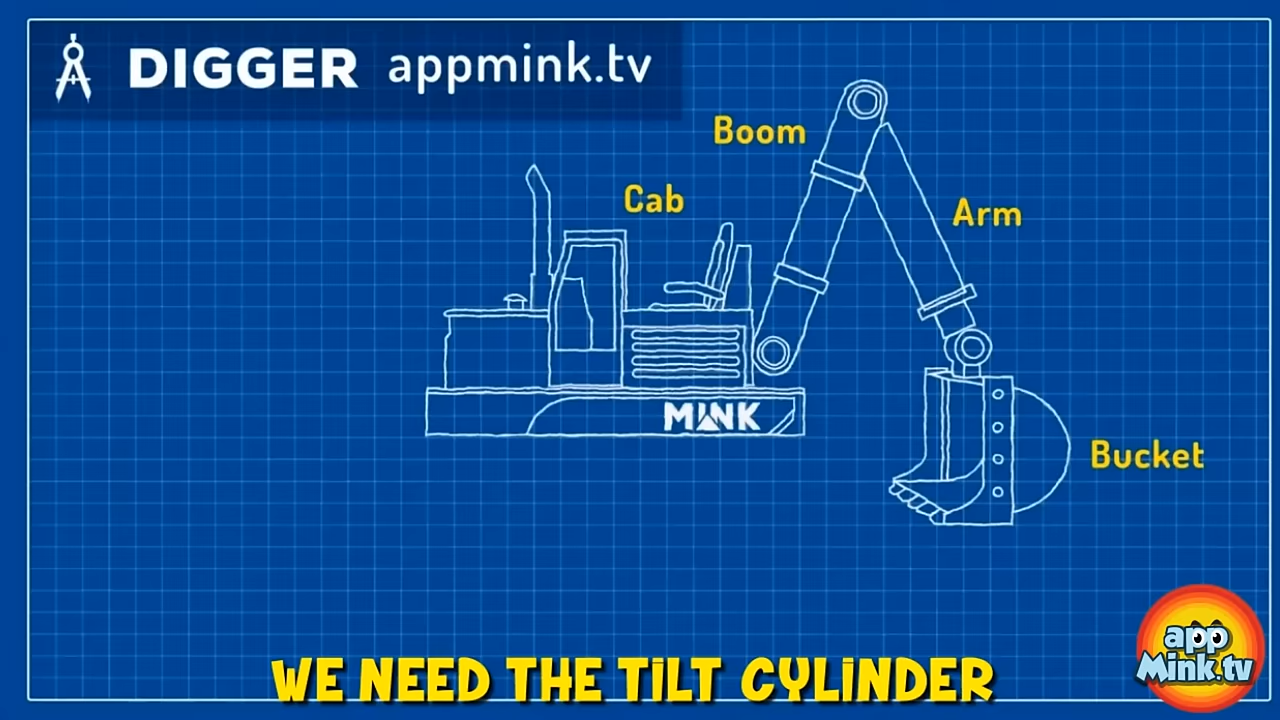 DIGGER appmink.tv
Boom
Cab
Arm
MINK
Bucket
app
Mink.tv
WE NEED THE TILT CYLINDER